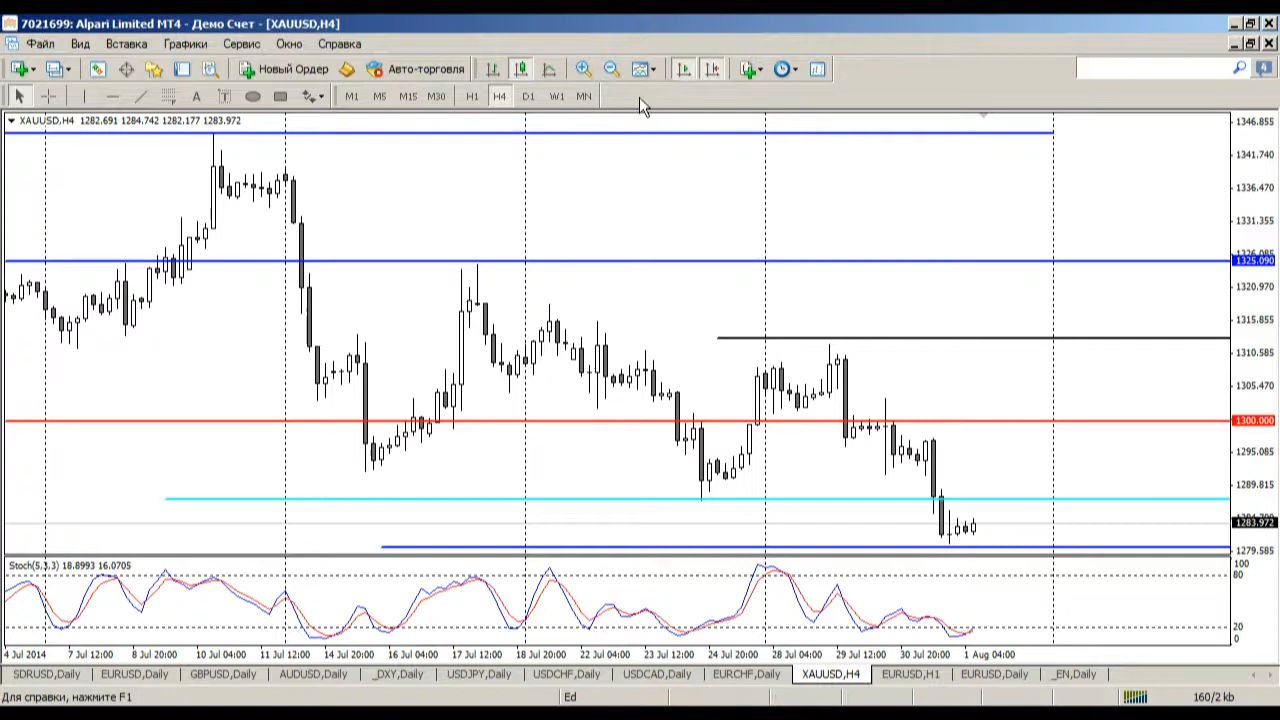 7021699: Alpari Limited MT4 - Демо Счет - [XAUUSD,H4]
Файл Вид Вставка Графики Сервис Окно Справка
Новый Ордер Авто-торговля
A T M1 M5 M15 M30 H1 H4 D1 W1 MN
XAUUSD,H4 1282.691 1284.742 1282.177 1283.972
1346.855
1341.740
1336.470
1331.355
1325.090
1320.970
1315.855
1310.585
1305.470
1300.000
1295.085
1289.815
1283.972
1279.585
Stoch(5,3,3) 18.8993 16.0705
100
80
20
0
4 Jul 2014 7 Jul 12:00 8 Jul 20:00 10 Jul 04:00 11 Jul 12:00 14 Jul 20:00 16 Jul 04:00 17 Jul 12:00 18 Jul 20:00 22 Jul 04:00 23 Jul 12:00 24 Jul 20:00 28 Jul 04:00 29 Jul 12:00 30 Jul 20:00 1 Aug 04:00
SDRUSD,Daily EURUSD,Daily GBPUSD,Daily AUDUSD,Daily _DXY,Daily USDJPY,Daily USDCHF,Daily USDCAD,Daily EURCHF,Daily XAUUSD,H4 EURUSD,H1 EURUSD,Daily _EN,Daily
Для справки, нажмите F1 Ed 160/2 kb